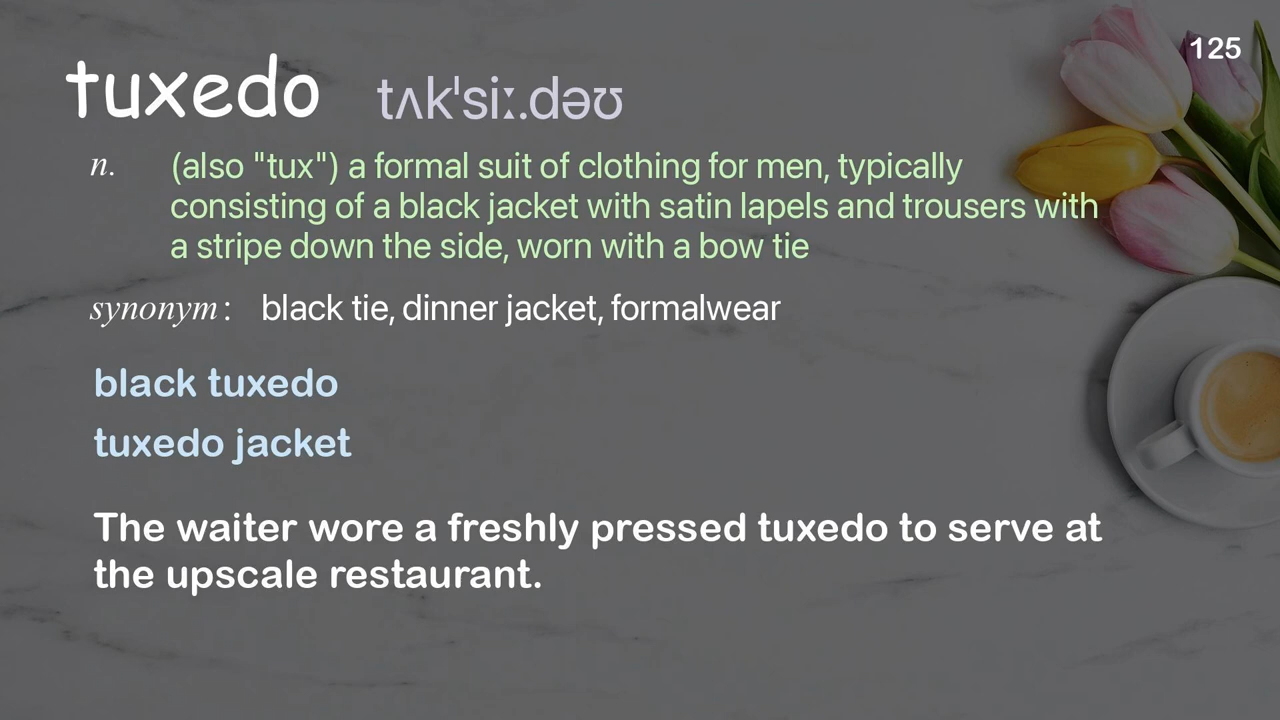 125
tuxedo tʌkˈsiː.dəʊ
n. (also "tux") a formal suit of clothing for men, typically
consisting of a black jacket with satin lapels and trousers with
a stripe down the side, worn with a bow tie
synonym: black tie, dinner jacket, formalwear
black tuxedo
tuxedo jacket
The waiter wore a freshly pressed tuxedo to serve at
the upscale restaurant.